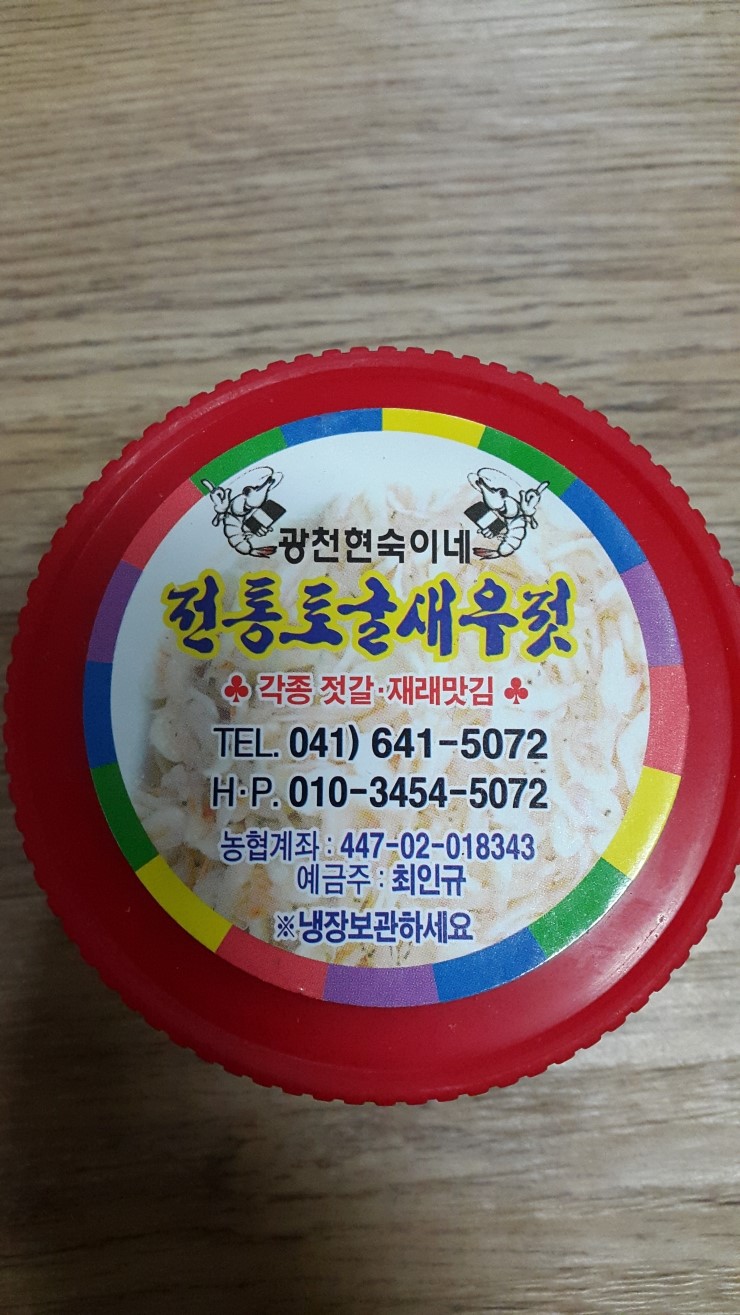 광천현숙이네
전통토굴새우젓
♣ 각종 젓갈·재래맛김 ♣
TEL. 041) 641-5072
H·P. 010-3454-5072
농협계좌 : 447-02-018343
예금주 : 최인규
※냉장보관하세요